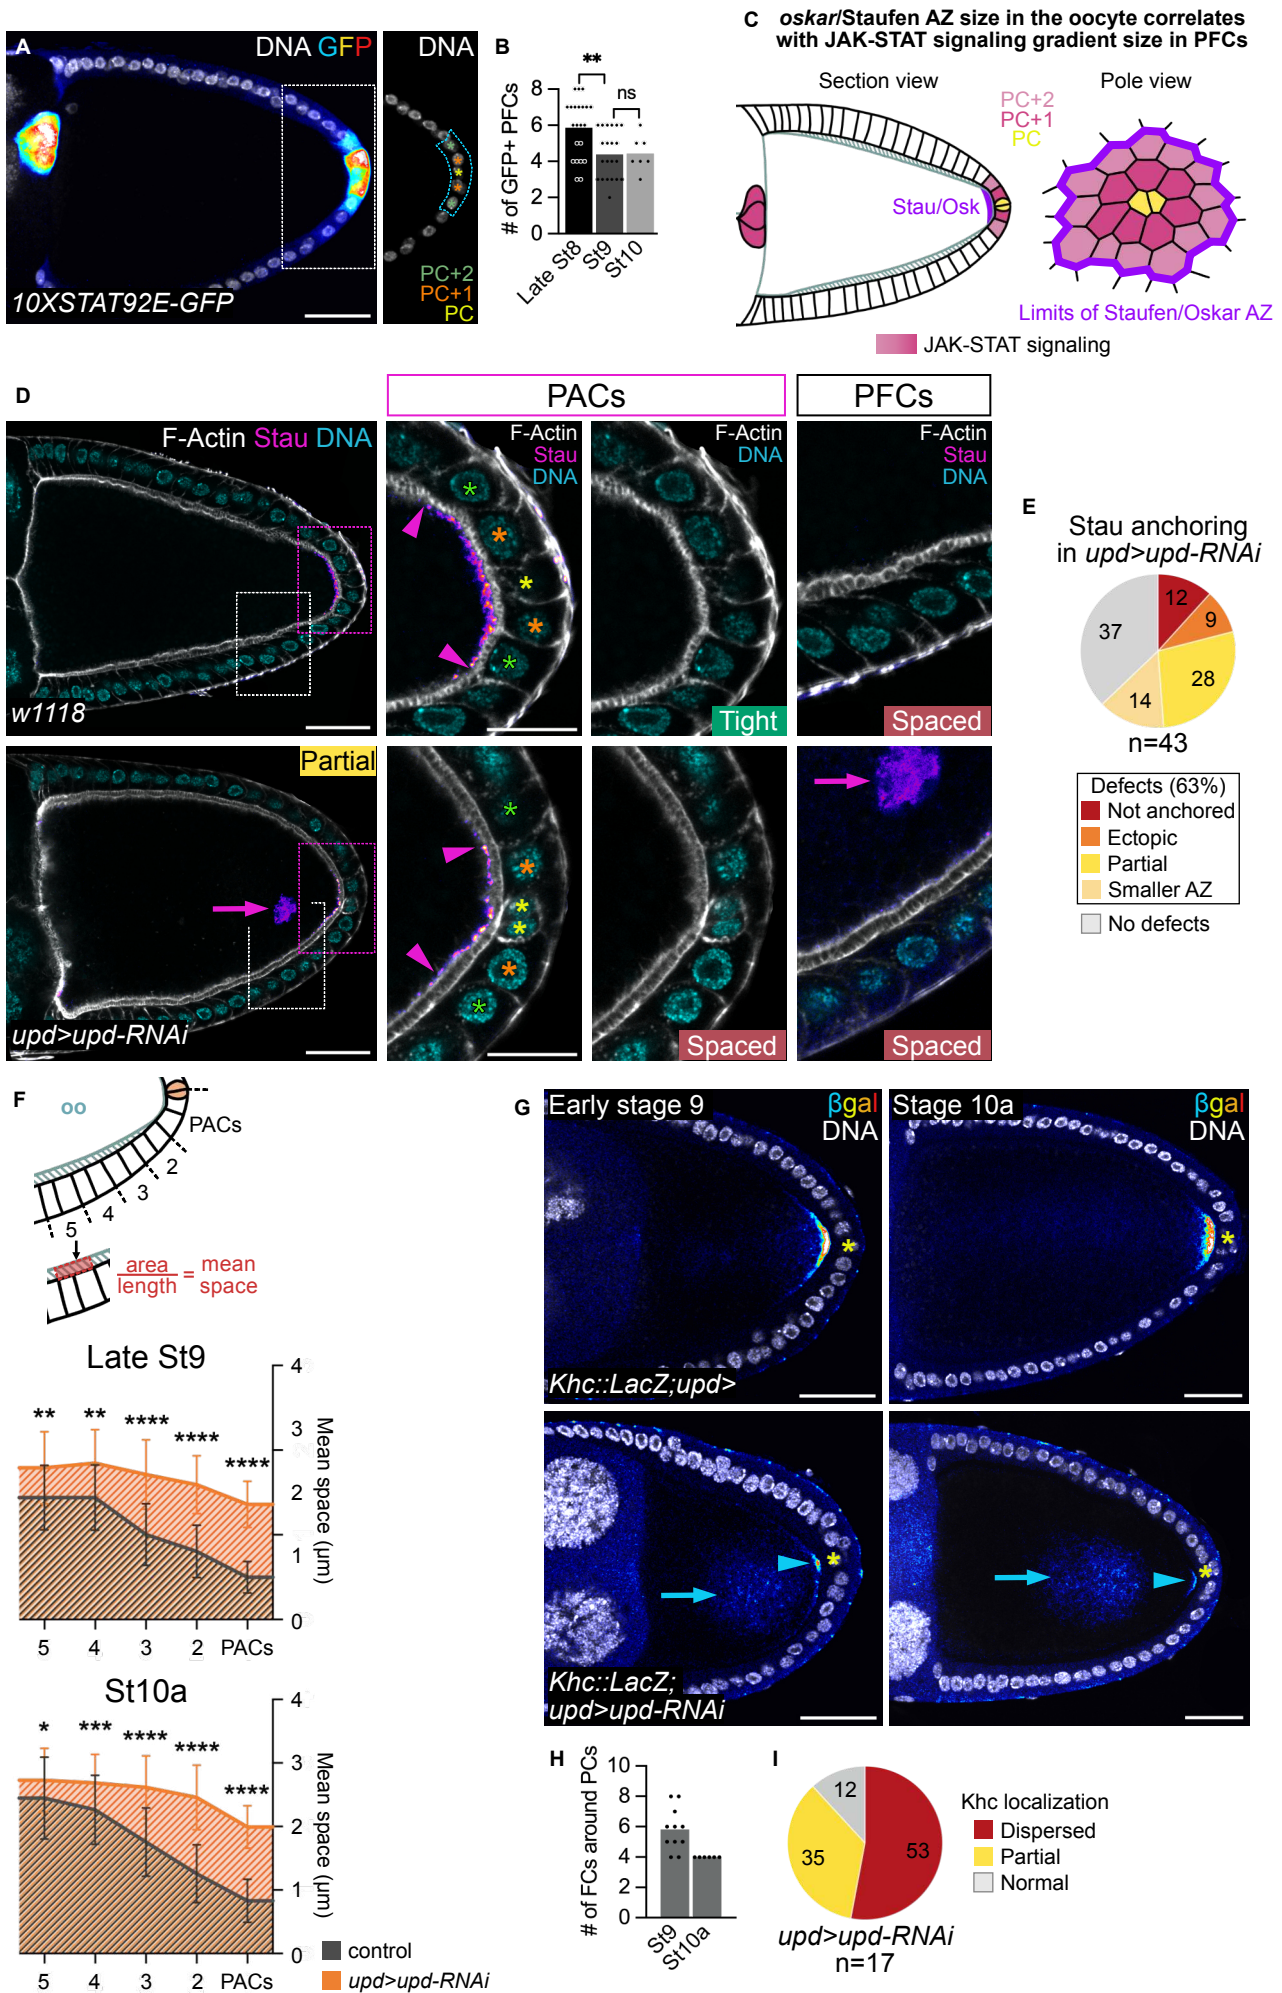 A
DNA GFP
10XSTAT92E-GFP
DNA
PC+2
PC+1
PC
B
# of GFP+ PFCs
8
6
4
2
0
**
ns
Late St8
St9
St10
C
oskar/Staufen AZ size in the oocyte correlates
with JAK-STAT signaling gradient size in PFCs
Section view
Pole view
PC+2
PC+1
PC
Stau/Osk
Limits of Staufen/Oskar AZ
JAK-STAT signaling
D
PACs
PFCs
F-Actin Stau DNA
w1118
F-Actin
Stau
DNA
* * * * *
F-Actin
DNA
Tight
F-Actin
Stau
DNA
Spaced
Partial
upd>upd-RNAi
* * * * * *
Spaced
Spaced
E
Stau anchoring
in upd>upd-RNAi
12
9
28
14
37
n=43
Defects (63%)
Not anchored
Ectopic
Partial
Smaller AZ
No defects
F
oo
PACs
2
3
4
5
area
length
=
mean
space
Late St9
** ** **** **** ****
4
3
2
1
0
Mean space (µm)
5 4 3 2 PACs
St10a
* *** **** **** ****
4
3
2
1
0
Mean space (µm)
5 4 3 2 PACs
control
upd>upd-RNAi
G
Early stage 9
βgal
DNA
*
Khc::LacZ;upd>
Stage 10a
βgal
DNA
*
*
Khc::LacZ;
upd>upd-RNAi
*
H
# of FCs around PCs
10
8
6
4
2
0
St9
St10a
I
12
35
53
upd>upd-RNAi
n=17
Khc localization
Dispersed
Partial
Normal